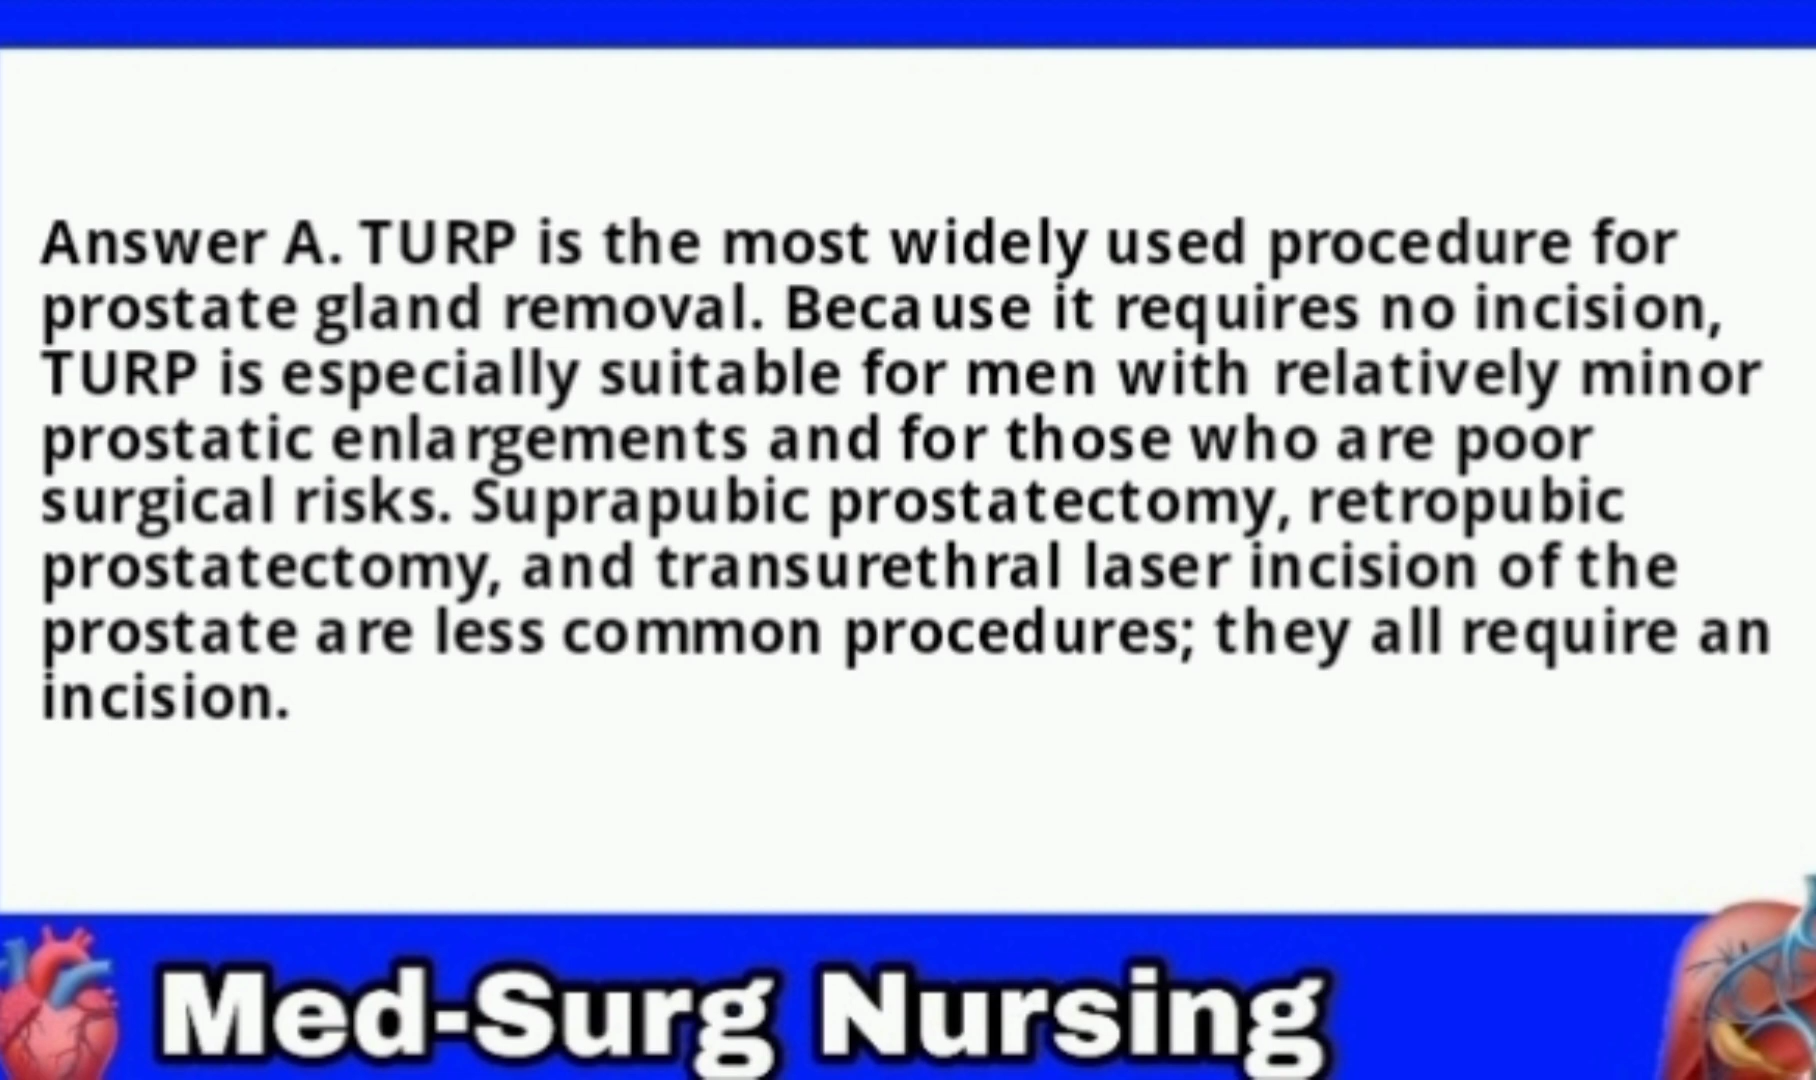 Answer A. TURP is the most widely used procedure for
prostate gland removal. Because it requires no incision,
TURP is especially suitable for men with relatively minor
prostatic enlargements and for those who are poor
surgical risks. Suprapubic prostatectomy, retropubic
prostatectomy, and transurethral laser incision of the
prostate are less common procedures; they all require an
incision.
Med-Surg Nursing